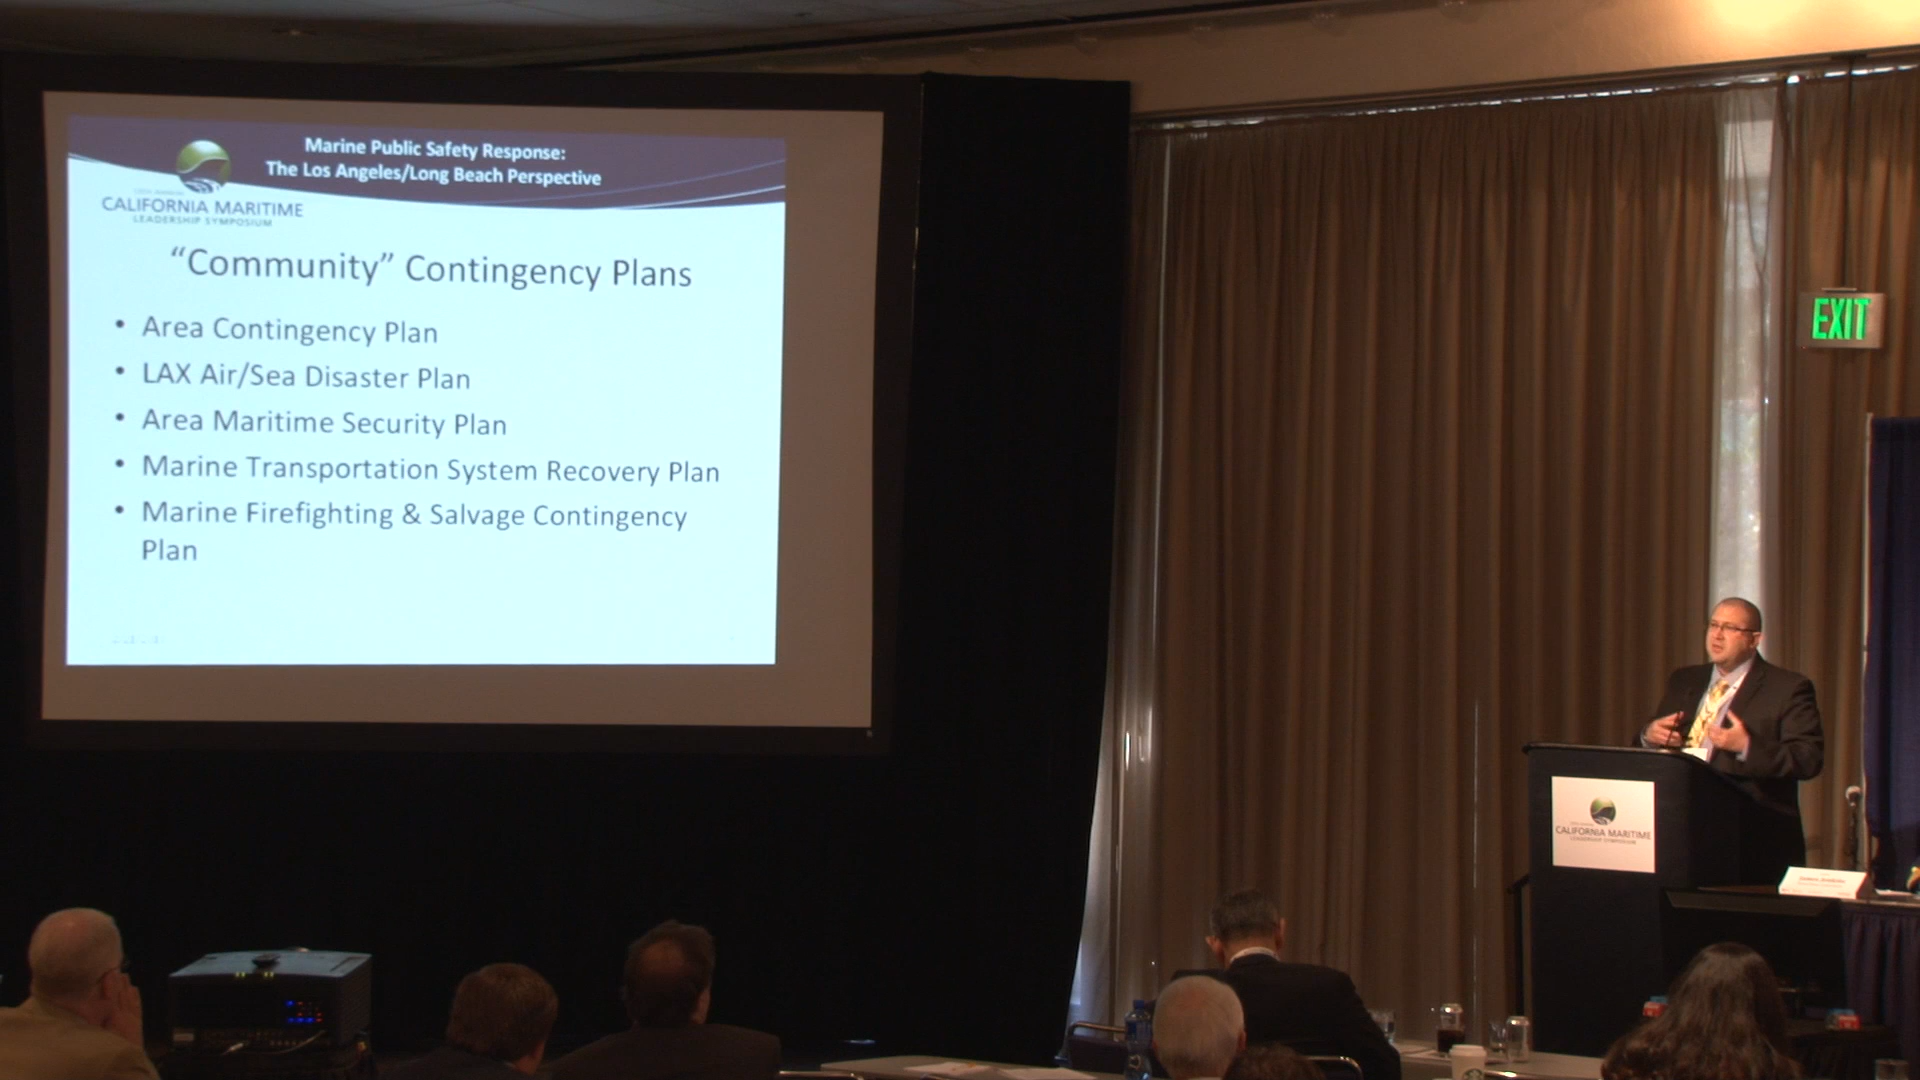 Marine Public Safety Response:
The Los Angeles/Long Beach Perspective
CALIFORNIA MARITIME
LEADERSHIP SYMPOSIUM
“Community” Contingency Plans
• Area Contingency Plan
• LAX Air/Sea Disaster Plan
• Area Maritime Security Plan
• Marine Transportation System Recovery Plan
• Marine Firefighting & Salvage Contingency
Plan
EXIT
CALIFORNIA MARITIME
LEADERSHIP SYMPOSIUM